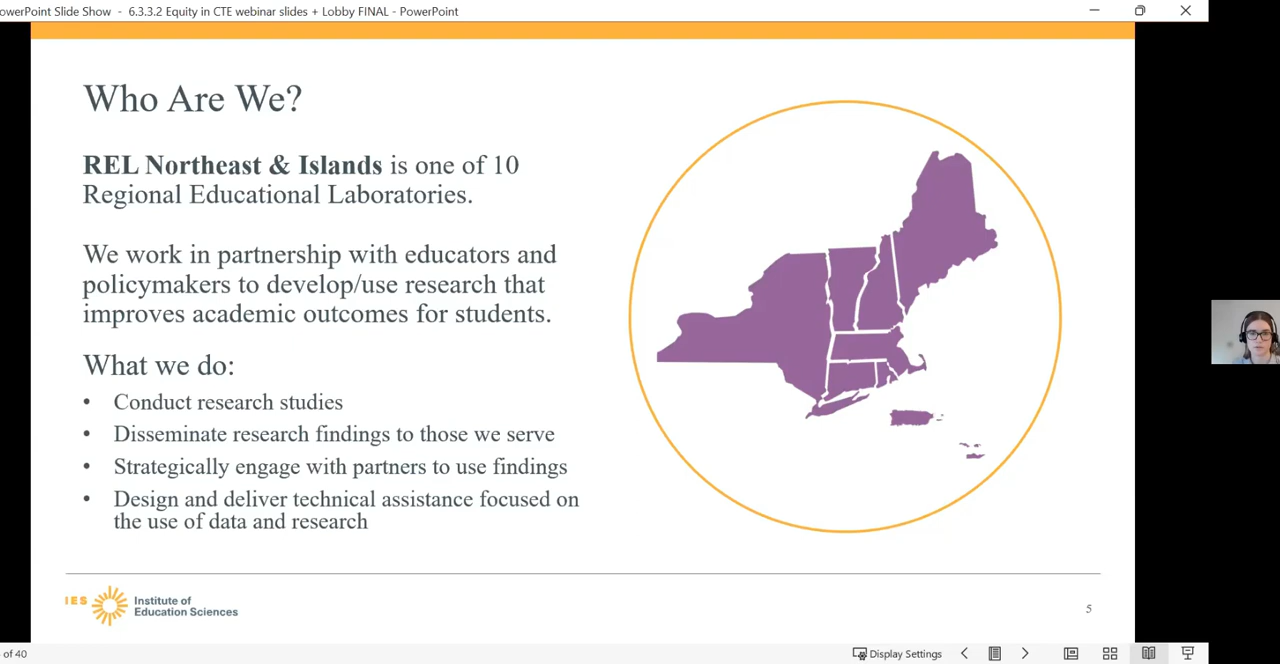 owerPoint Slide Show - 6.3.3.2 Equity in CTE webinar slides + Lobby FINAL - PowerPoint
Who Are We?
REL Northeast & Islands is one of 10
Regional Educational Laboratories.
We work in partnership with educators and
policymakers to develop/use research that
improves academic outcomes for students.
What we do:
• Conduct research studies
• Disseminate research findings to those we serve
• Strategically engage with partners to use findings
• Design and deliver technical assistance focused on
the use of data and research
IES Institute of
Education Sciences
5
of 40
Display Settings